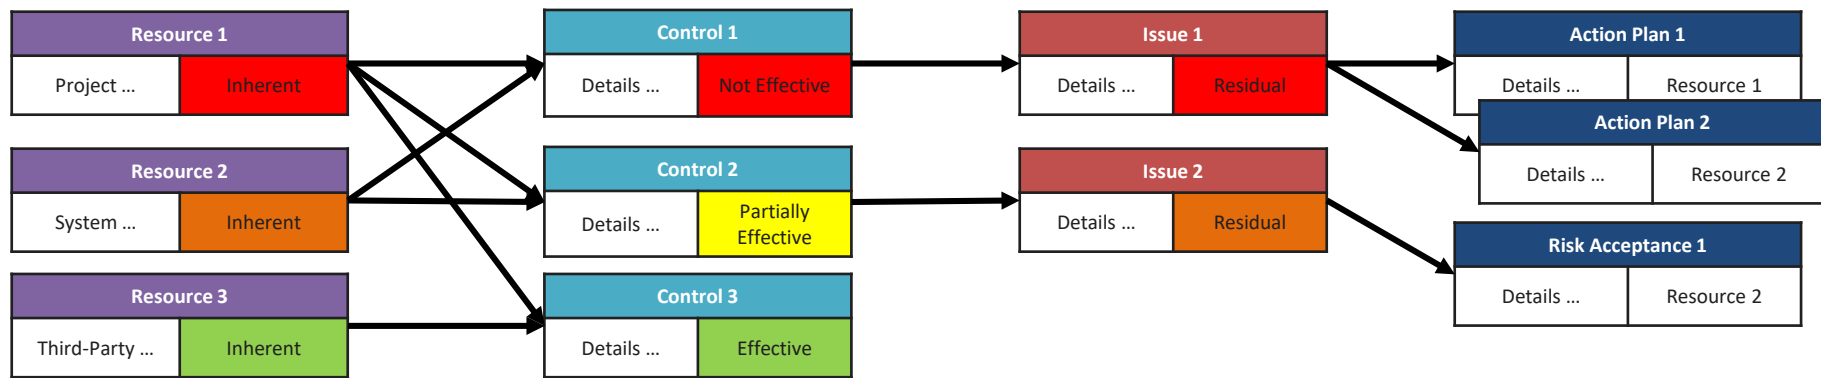 Resource 1
Project ...
Inherent
Resource 2
System ...
Inherent
Resource 3
Third-Party ...
Inherent
Control 1
Details ...
Not Effective
Control 2
Details ...
Partially
Effective
Control 3
Details ...
Effective
Issue 1
Details ...
Residual
Issue 2
Details ...
Residual
Action Plan 1
Details ...
Resource 1
Action Plan 2
Details ...
Resource 2
Risk Acceptance 1
Details ...
Resource 2